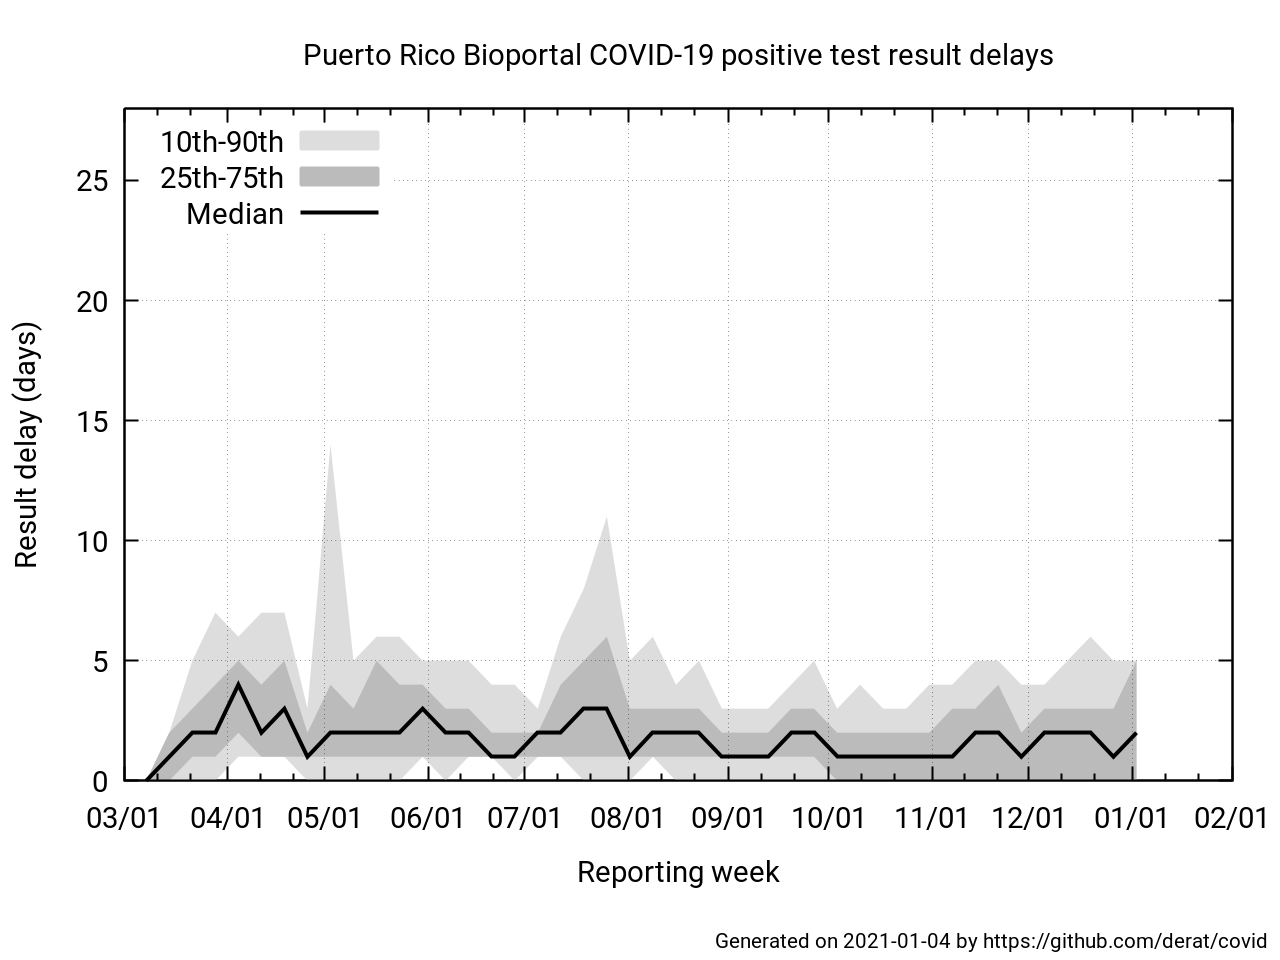 Puerto Rico Bioportal COVID-19 positive test result delays
10th-90th
25th-75th
Median
25
20
15
10
5
0
Result delay (days)
03/01 04/01 05/01 06/01 07/01 08/01 09/01 10/01 11/01 12/01 01/01 02/01
Reporting week
Generated on 2021-01-04 by https://github.com/derat/covid